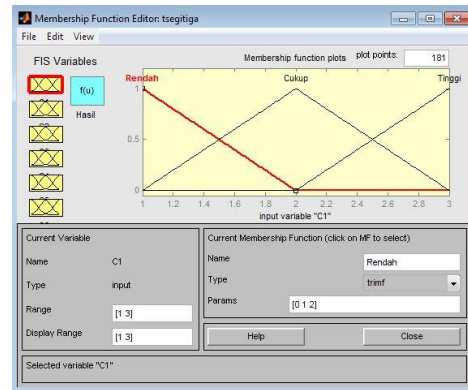 Membership Function Editor: tsegitiga
File Edit View
FIS Variables
Membership function plots plot points: 181
f(u)
Hasil
Rendah Cukup Tinggi
1
0.5
0
1 1.2 1.4 1.6 1.8 2 2.2 2.4 2.6 2.8 3
input variable "C1"
Current Variable
Name C1
Type input
Range [1 3]
Display Range [1 3]
Current Membership Function (click on MF to select)
Name Rendah
Type trimf
Params [0 1 2]
Help Close
Selected variable "C1"